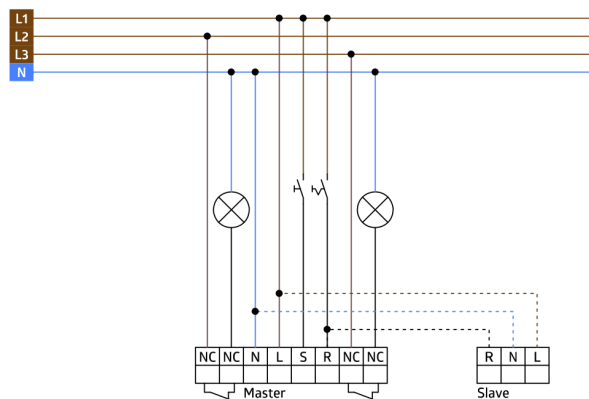 L1
L2
L3
N
NC NC N L S R NC NC
R N L
Master
Slave